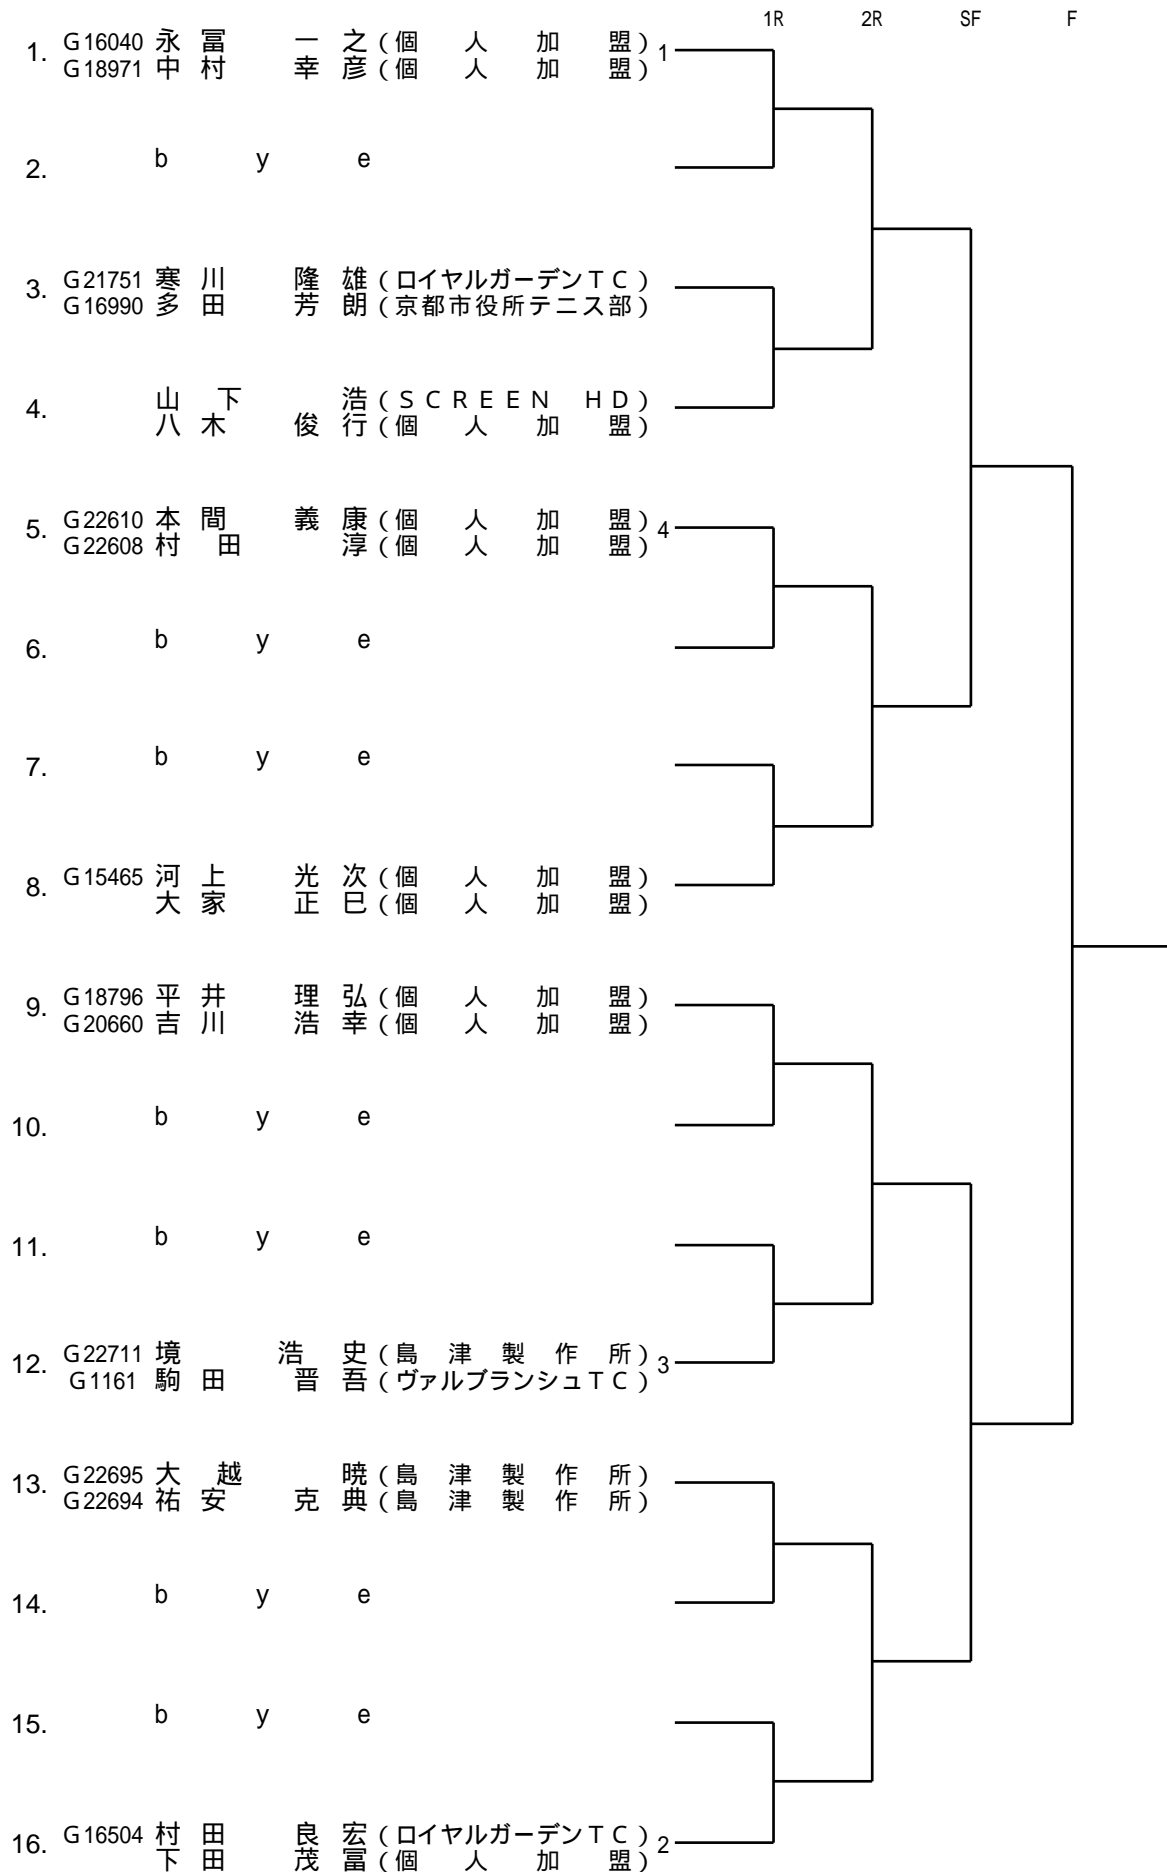 1R 2R SF F
1. G16040 永冨 一之(個人加盟) 1
G18971 中村 幸彦(個人加盟)
2. bye
3. G21751 寒川 隆雄(ロイヤルガーデンTC)
G16990 多田 芳朗(京都市役所テニス部)
4. 山下 浩(SCREEN HD)
八木 俊行(個人加盟)
5. G22610 本間 義康(個人加盟) 4
G22608 村田 淳(個人加盟)
6. bye
7. bye
8. G15465 河上 光次(個人加盟)
大家 正巳(個人加盟)
9. G18796 平井 理弘(個人加盟)
G20660 吉川 浩幸(個人加盟)
10. bye
11. bye
12. G22711 境 浩史(島津製作所) 3
G1161 駒田 晋吾(ヴァルブランシュTC)
13. G22695 大越 暁(島津製作所)
G22694 祐安 克典(島津製作所)
14. bye
15. bye
16. G16504 村田 良宏(ロイヤルガーデンTC) 2
下田 茂冨(個人加盟)